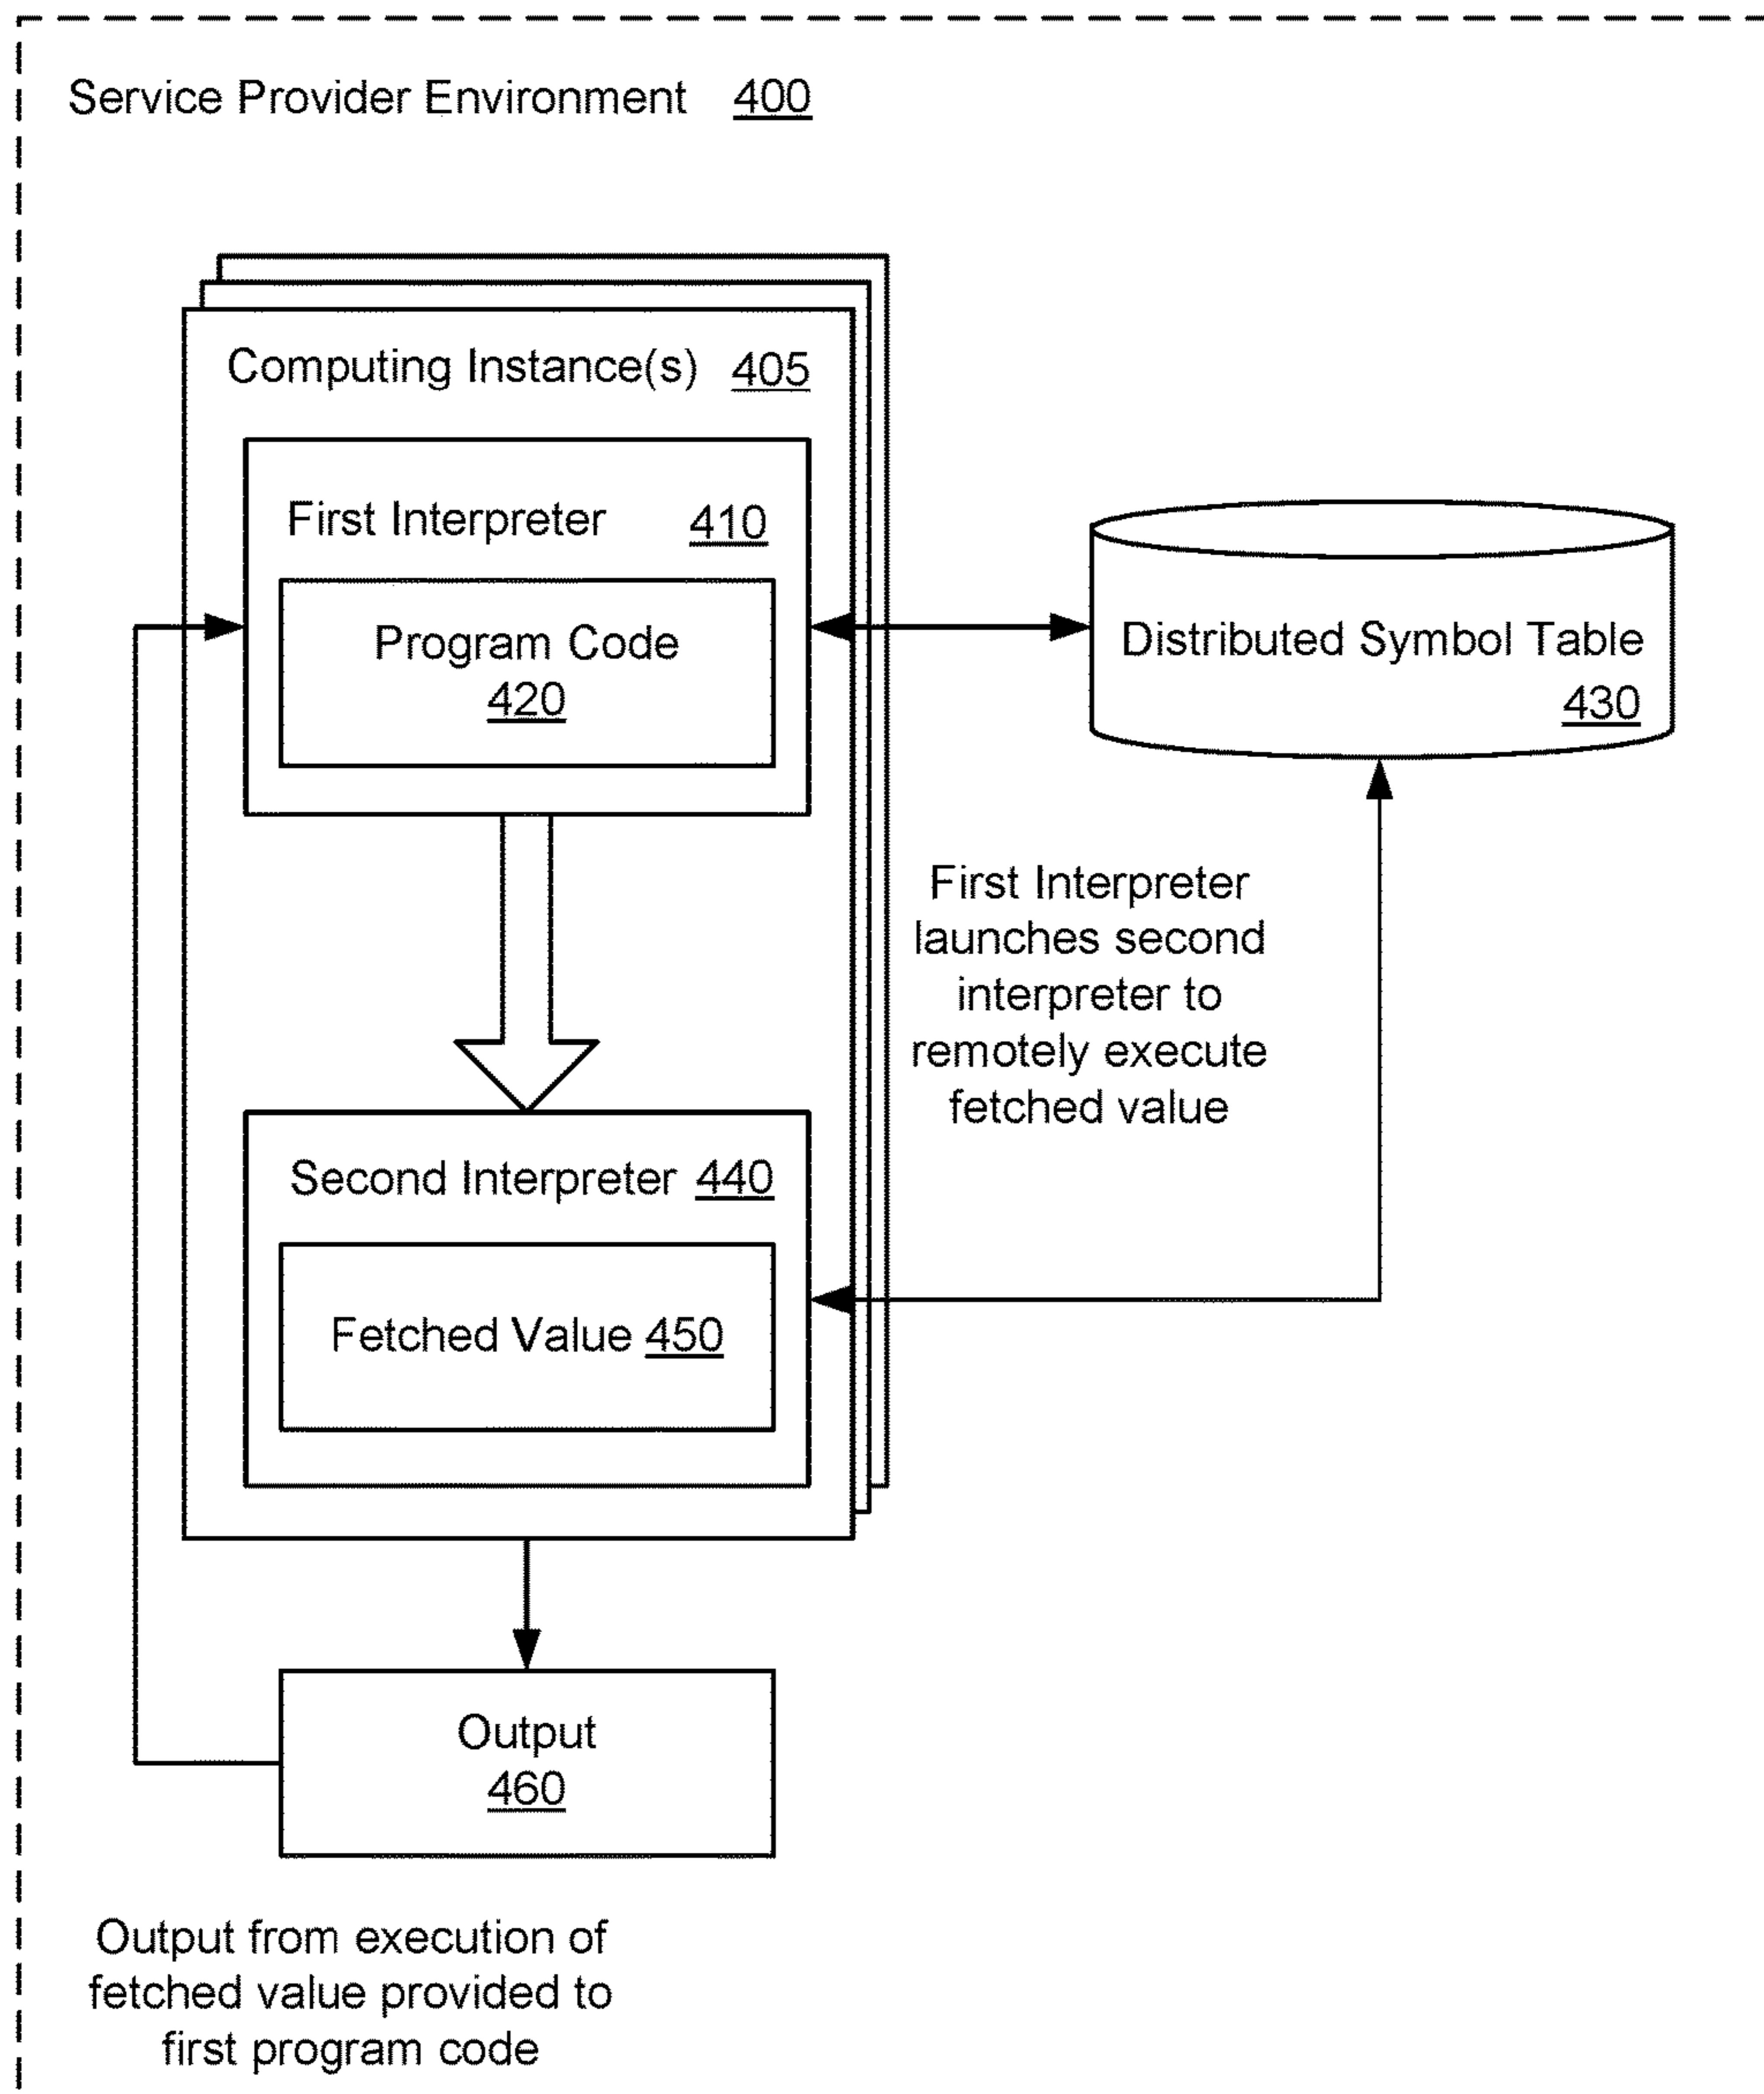 Service Provider Environment 400
Computing Instance(s) 405
First Interpreter 410
Program Code
420
Distributed Symbol Table
430
First Interpreter
launches second
interpreter to
remotely execute
fetched value
Second Interpreter 440
Fetched Value 450
Output
460
Output from execution of
fetched value provided to
first program code